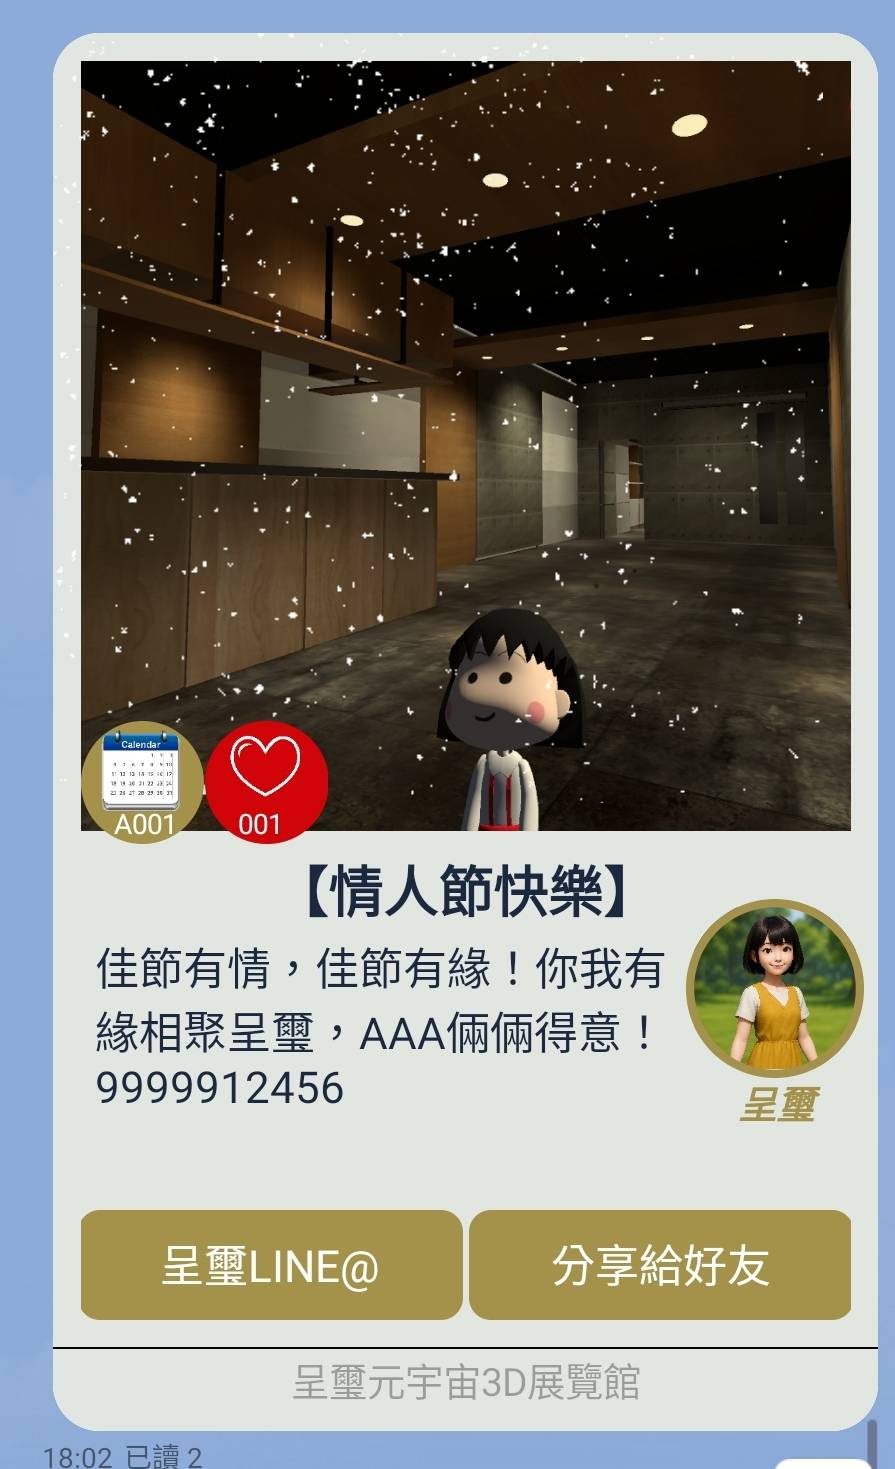 Calendar
A001
001
【情人節快樂】
佳節有情，佳節有緣！你我有
緣相聚呈璽，AAA倆倆得意！
9999912456
呈璽
呈璽LINE@
分享給好友
呈璽元宇宙3D展覽館
18:02 已讀 2